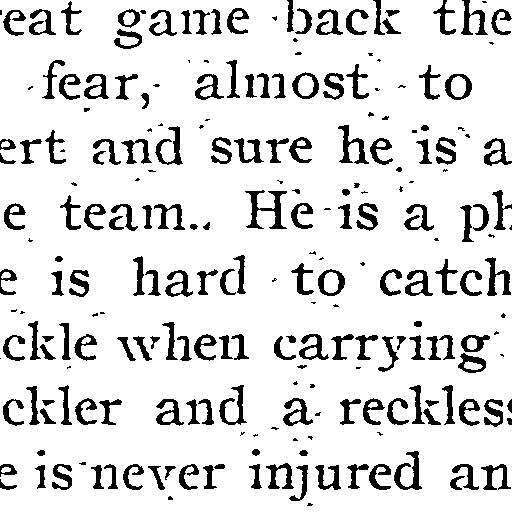 reat game back the
fear, almost to
ert and sure he is a
e team. He is a ph
e is hard to catch
ckle when carrying
ckler and a reckless
e is never injured an